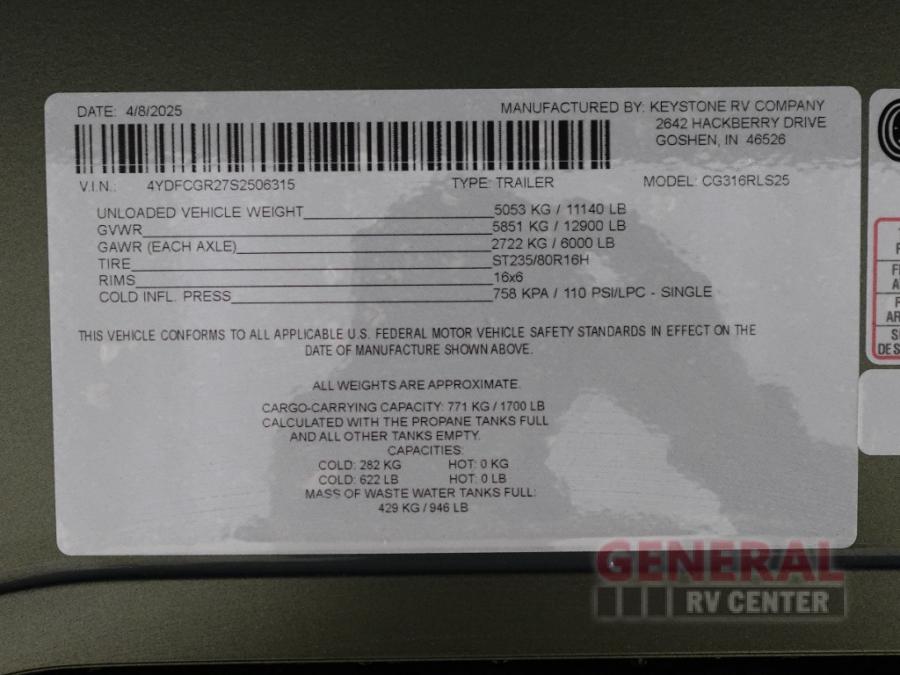 DATE: 4/8/2025
MANUFACTURED BY: KEYSTONE RV COMPANY
2642 HACKBERRY DRIVE
GOSHEN, IN 46526
V.I.N.: 4YDFCGR27S2506315 TYPE: TRAILER MODEL: CG316RLS25
UNLOADED VEHICLE WEIGHT 5053 KG / 11140 LB
GVWR 5851 KG / 12900 LB
GAWR (EACH AXLE) 2722 KG / 6000 LB
TIRE ST235/80R16H
RIMS 16x6
COLD INFL. PRESS 758 KPA / 110 PSI/LPC - SINGLE
THIS VEHICLE CONFORMS TO ALL APPLICABLE U.S. FEDERAL MOTOR VEHICLE SAFETY STANDARDS IN EFFECT ON THE
DATE OF MANUFACTURE SHOWN ABOVE.
ALL WEIGHTS ARE APPROXIMATE.
CARGO-CARRYING CAPACITY: 771 KG / 1700 LB
CALCULATED WITH THE PROPANE TANKS FULL
AND ALL OTHER TANKS EMPTY.
CAPACITIES:
COLD: 282 KG HOT: 0 KG
COLD: 622 LB HOT: 0 LB
MASS OF WASTE WATER TANKS FULL:
429 KG / 946 LB
GENERAL
RV CENTER